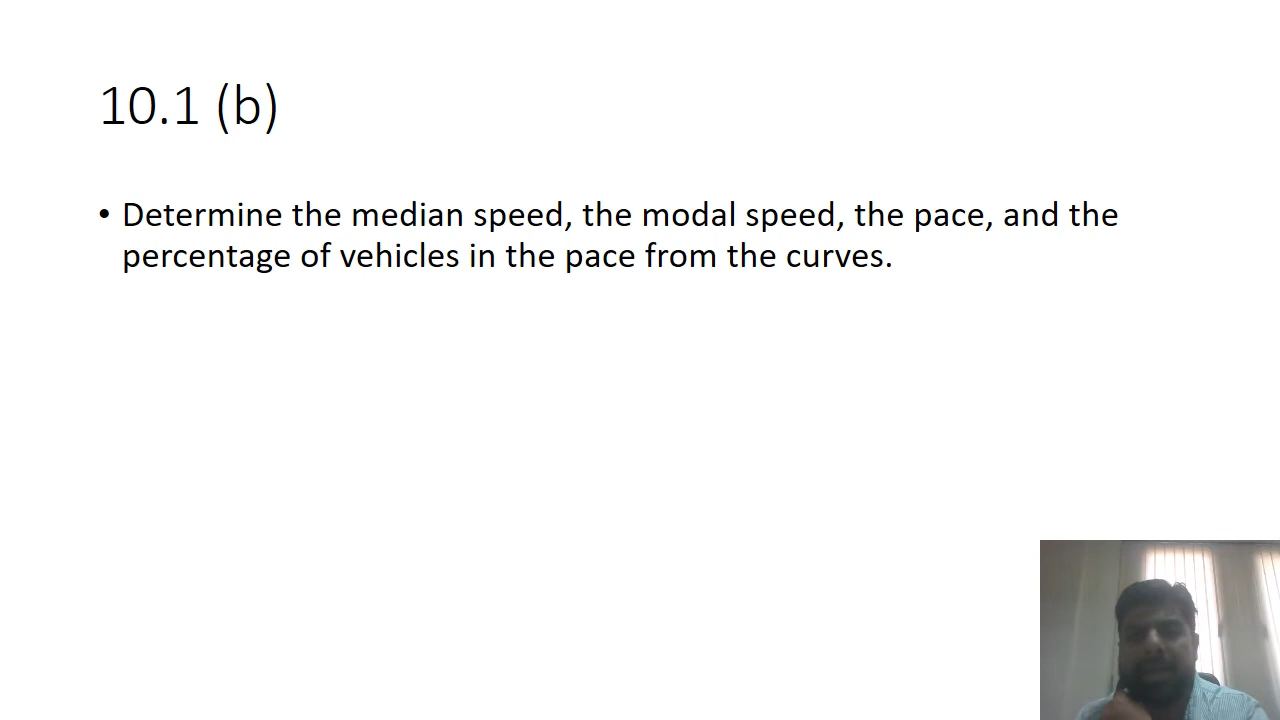 10.1 (b)
• Determine the median speed, the modal speed, the pace, and the
percentage of vehicles in the pace from the curves.